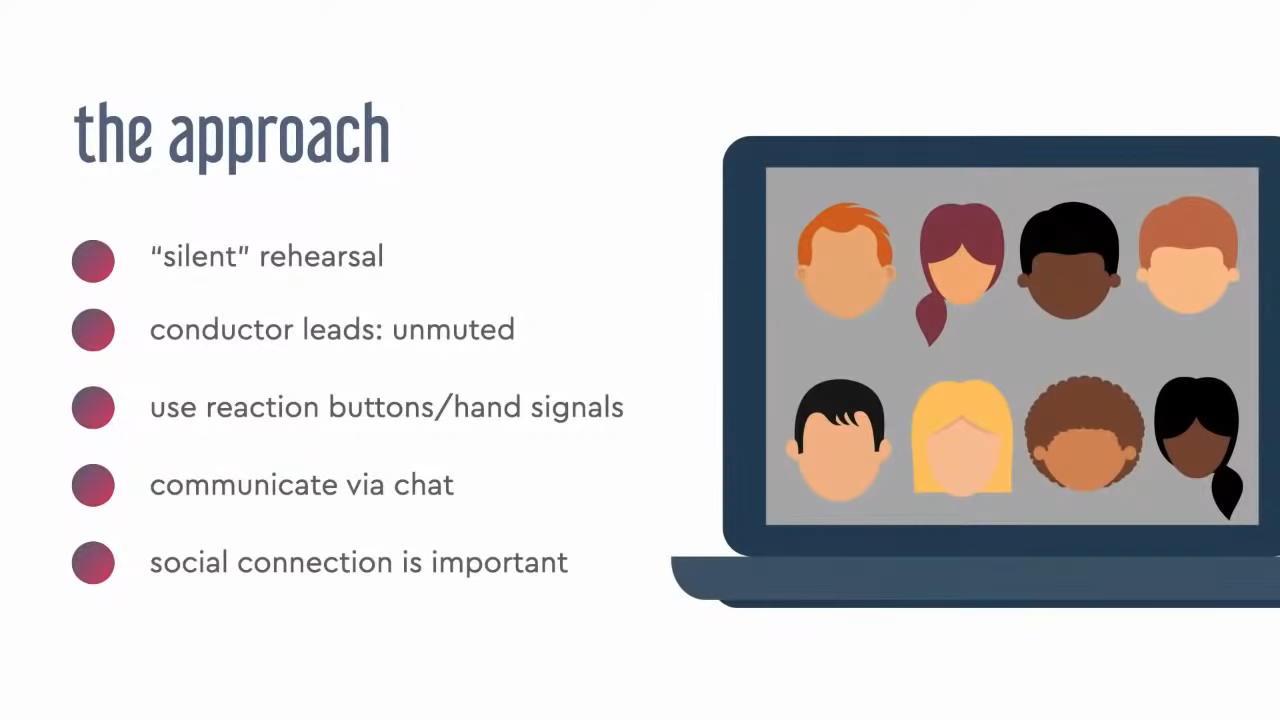 the approach
“silent” rehearsal
conductor leads: unmuted
use reaction buttons/hand signals
communicate via chat
social connection is important